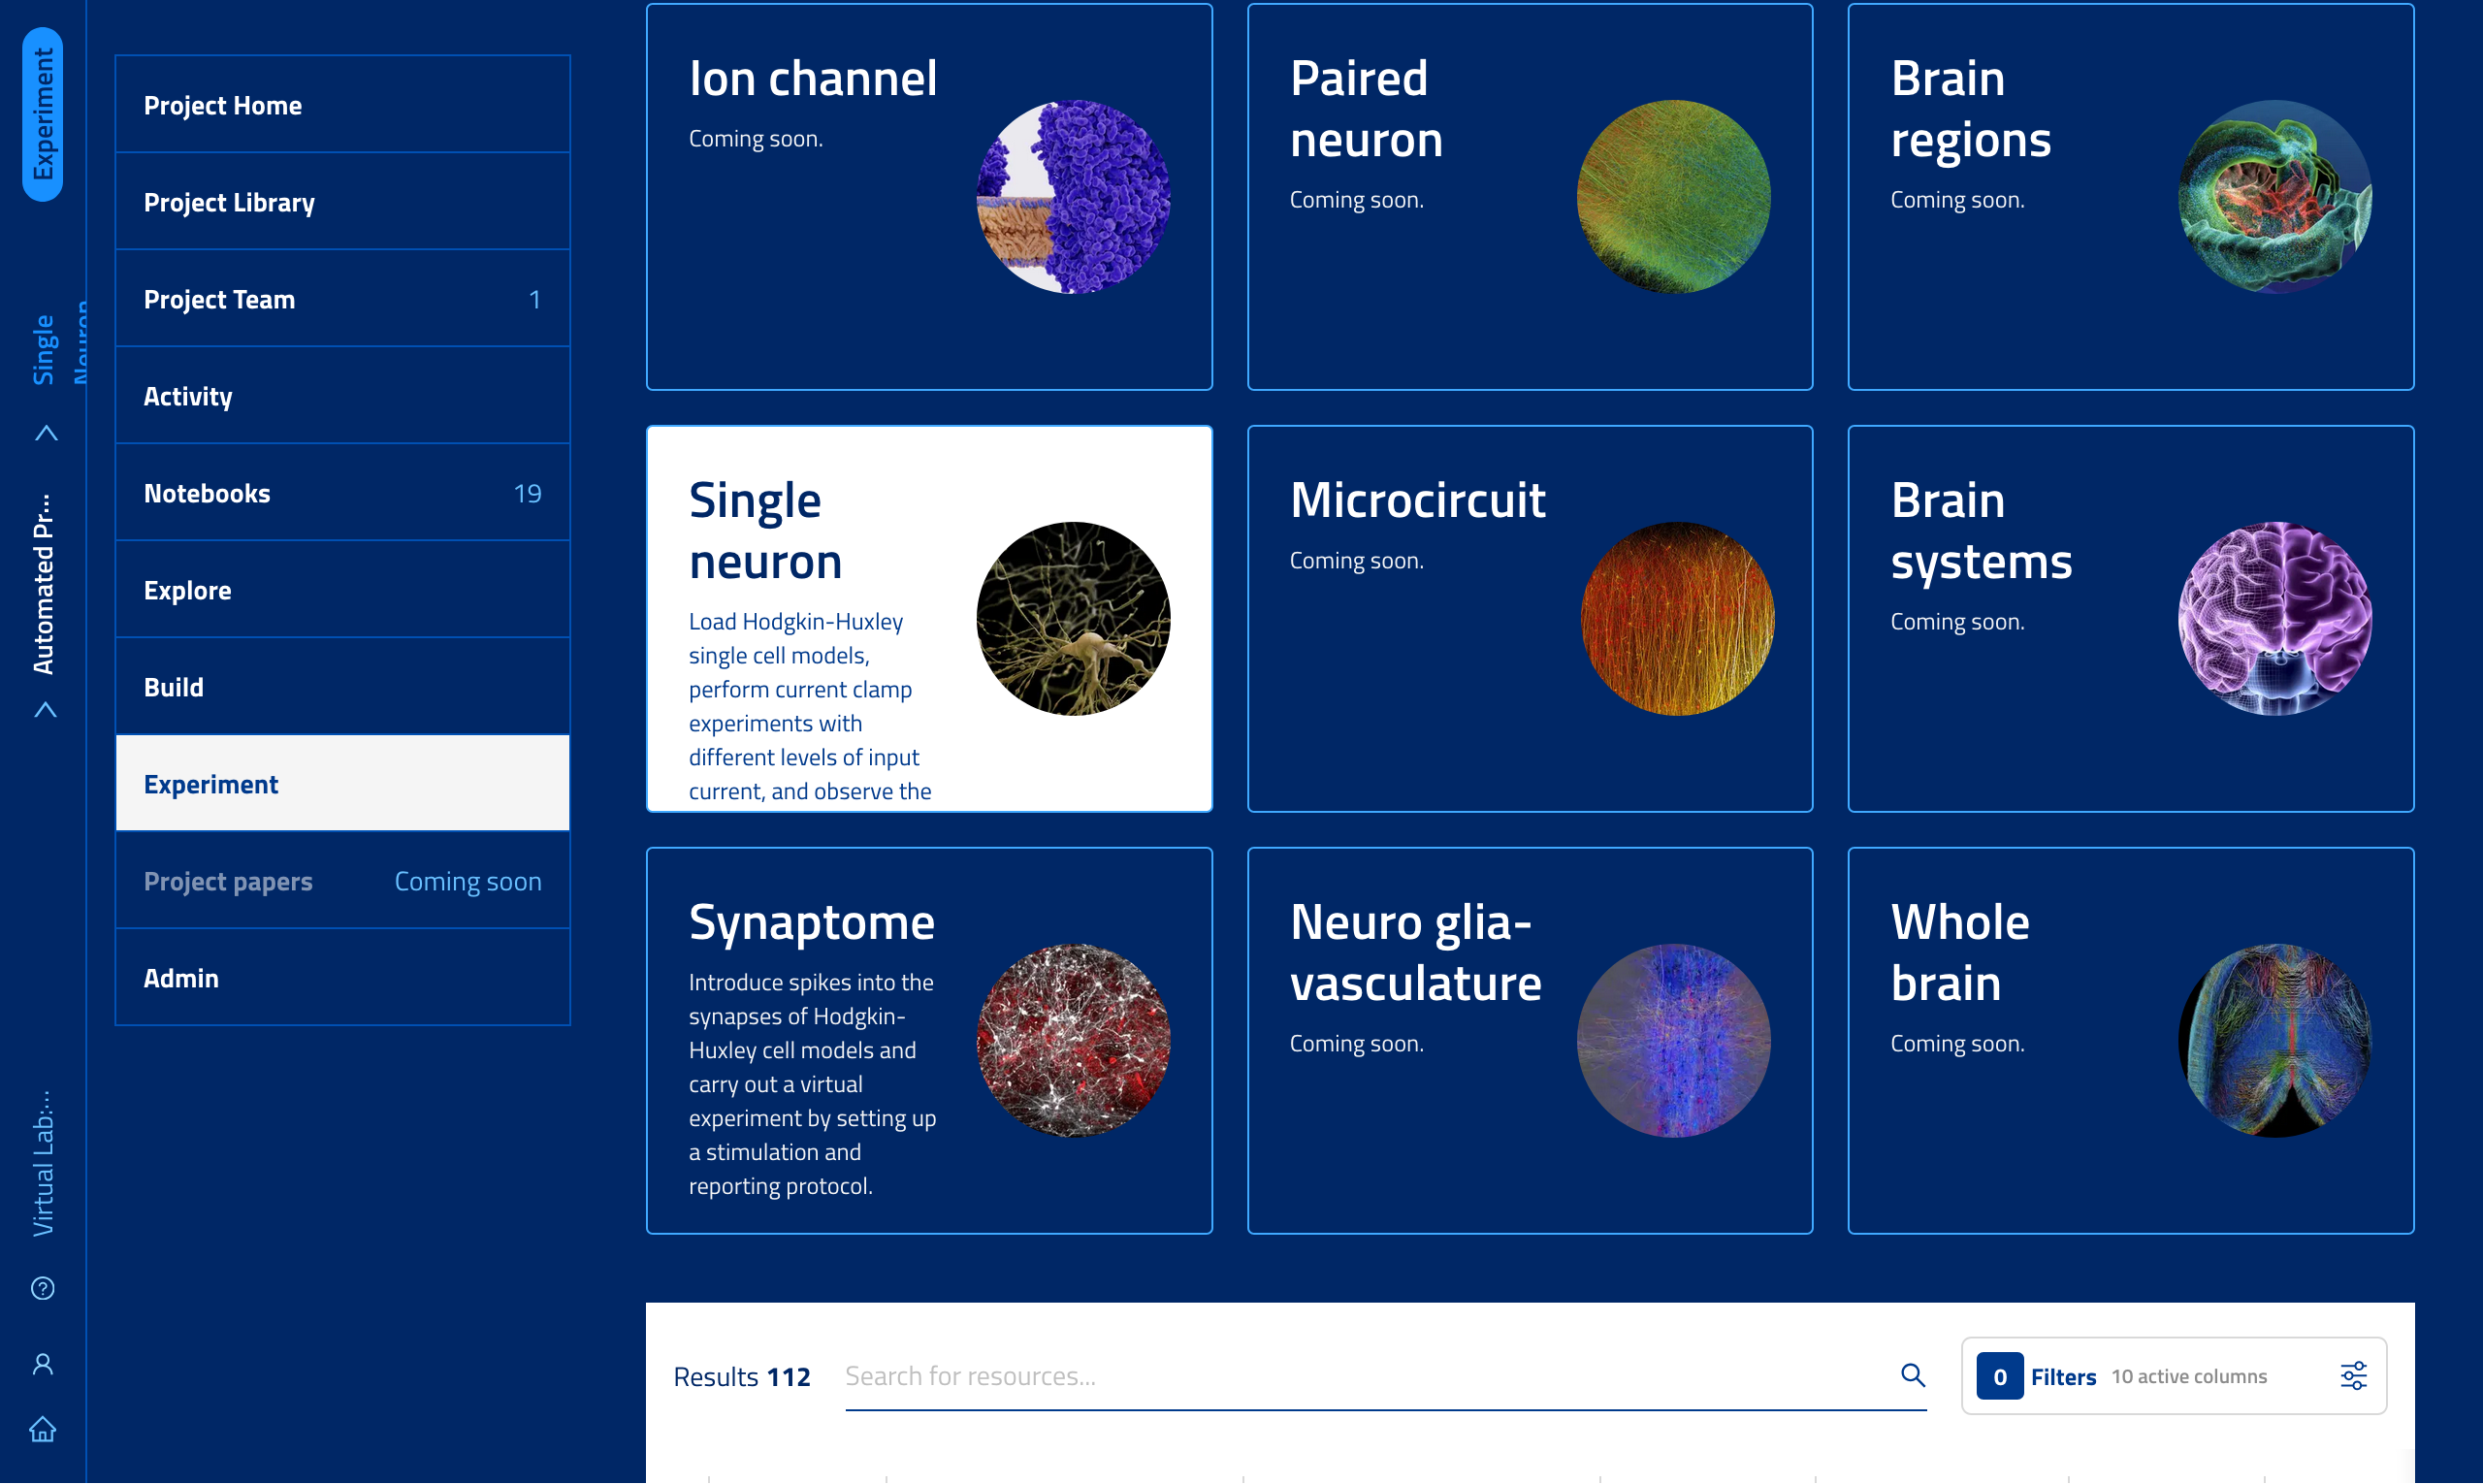 Experiment
Single
Neuron
Automated Pr...
Virtual Lab:...
Project Home
Project Library
Project Team 1
Activity
Notebooks 19
Explore
Build
Experiment
Project papers Coming soon
Admin
Ion channel
Coming soon.
Paired
neuron
Coming soon.
Brain
regions
Coming soon.
Single
neuron
Load Hodgkin-Huxley
single cell models,
perform current clamp
experiments with
different levels of input
current, and observe the
Microcircuit
Coming soon.
Brain
systems
Coming soon.
Synaptome
Introduce spikes into the
synapses of Hodgkin-
Huxley cell models and
carry out a virtual
experiment by setting up
a stimulation and
reporting protocol.
Neuro glia-
vasculature
Coming soon.
Whole
brain
Coming soon.
Results 112
Search for resources...
0 Filters 10 active columns